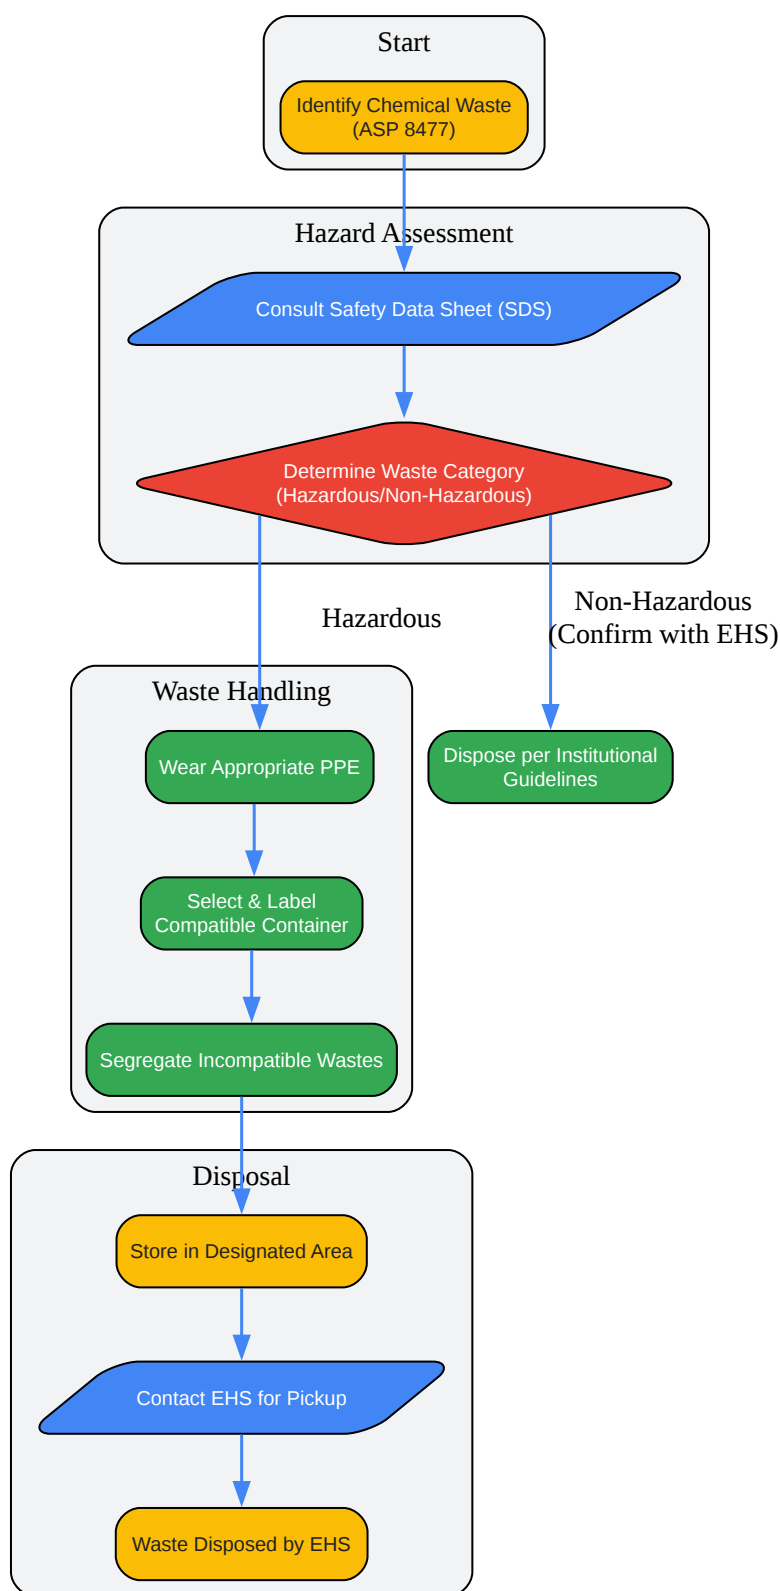 Start
Identify Chemical Waste
(ASP 8477)
Hazard Assessment
Consult Safety Data Sheet (SDS)
Determine Waste Category
(Hazardous/Non-Hazardous)
Hazardous
Non-Hazardous
(Confirm with EHS)
Waste Handling
Wear Appropriate PPE
Dispose per Institutional
Guidelines
Select & Label
Compatible Container
Segregate Incompatible Wastes
Disposal
Store in Designated Area
Contact EHS for Pickup
Waste Disposed by EHS